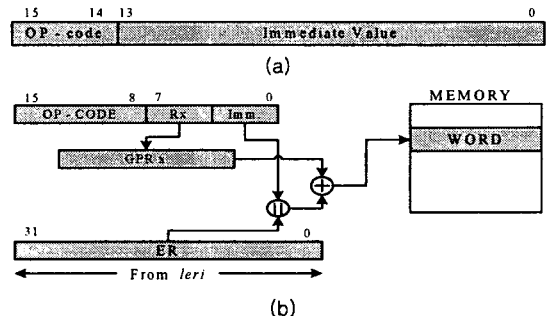 15 14 13 0
OP - code Immediate Value
(a)
15 8 7 0
OP - CODE Rx Imm.
MEMORY
WORD
GPR's
+
||
31 0
ER
From leri
(b)